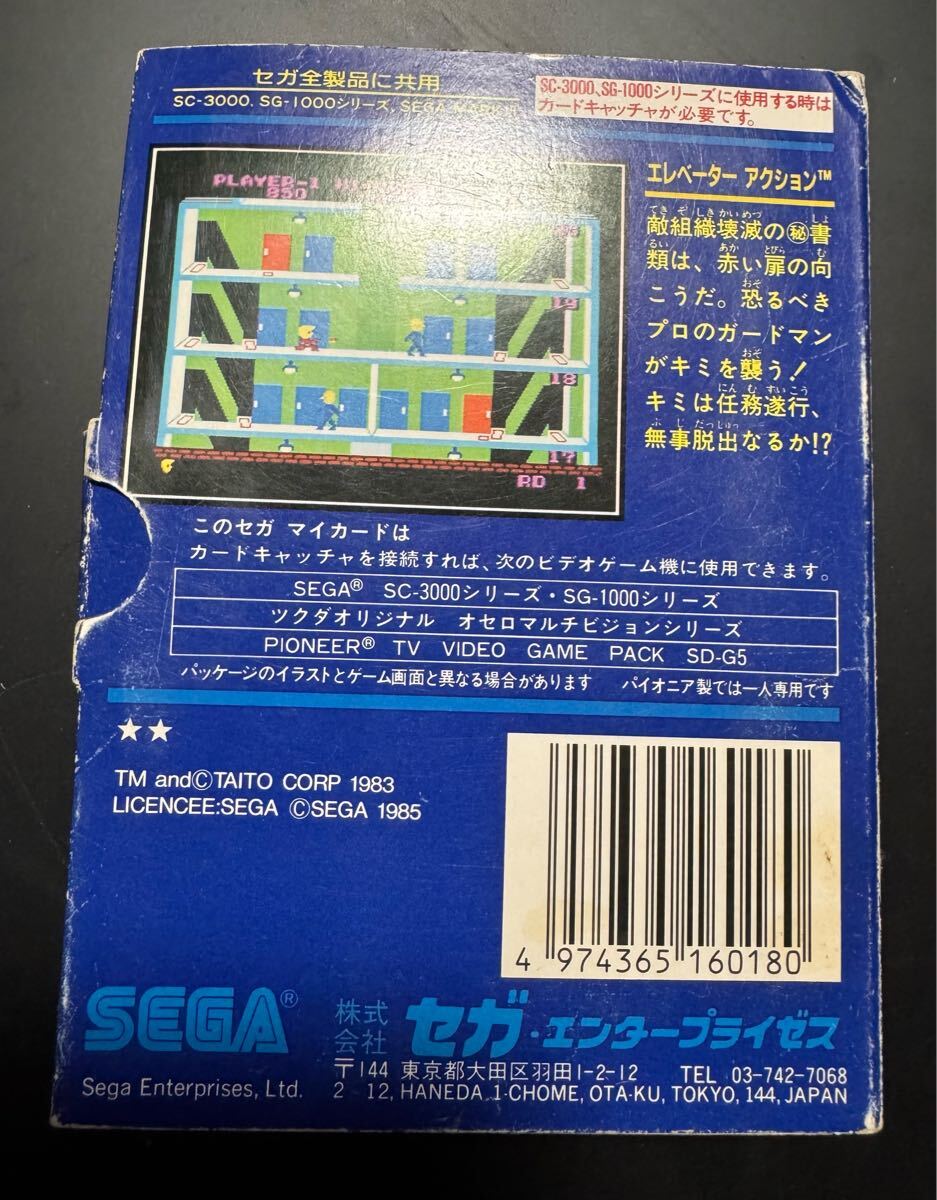 セガ全製品に共用
SC-3000, SG-1000シリーズ, SEGA MARK
SC-3000、SG-1000シリーズに使用する時は
カードキャッチャが必要です。
PLAYER-1
850
19
18
17
RD 1
エレベーター アクション™
敵組織壊滅の㊙書
類は、赤い扉の向
こうだ。恐るべき
プロのガードマン
がキミを襲う!
キミは任務遂行、
無事脱出なるか!?
このセガ マイカードは
カードキャッチャを接続すれば、次のビデオゲーム機に使用できます。
SEGA® SC-3000シリーズ・SG-1000シリーズ
ツクダオリジナル オセロマルチビジョンシリーズ
PIONEER® TV VIDEO GAME PACK SD-G5
パッケージのイラストとゲーム画面と異なる場合があります パイオニア製では一人専用です
★★
TM and©TAITO CORP 1983
LICENCEE:SEGA ©SEGA 1985
4 974365 160180
SEGA®
Sega Enterprises, Ltd.
株式会社 セガ・エンタープライゼス
〒144 東京都大田区羽田1-2-12 TEL 03-742-7068
2 12, HANEDA 1-CHOME, OTA-KU, TOKYO, 144, JAPAN